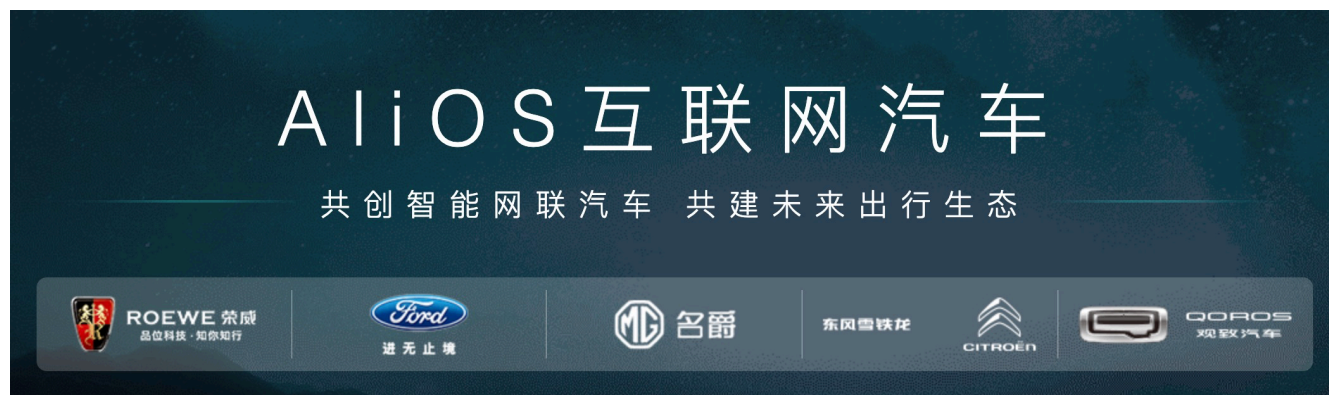 AliOS互联网汽车
共创智能网联汽车 共建未来出行生态
ROEWE 荣威
品位科技·知你知行
Ford
进无止境
MG 名爵
东风雪铁龙
CITROËN
QOROS
观致汽车